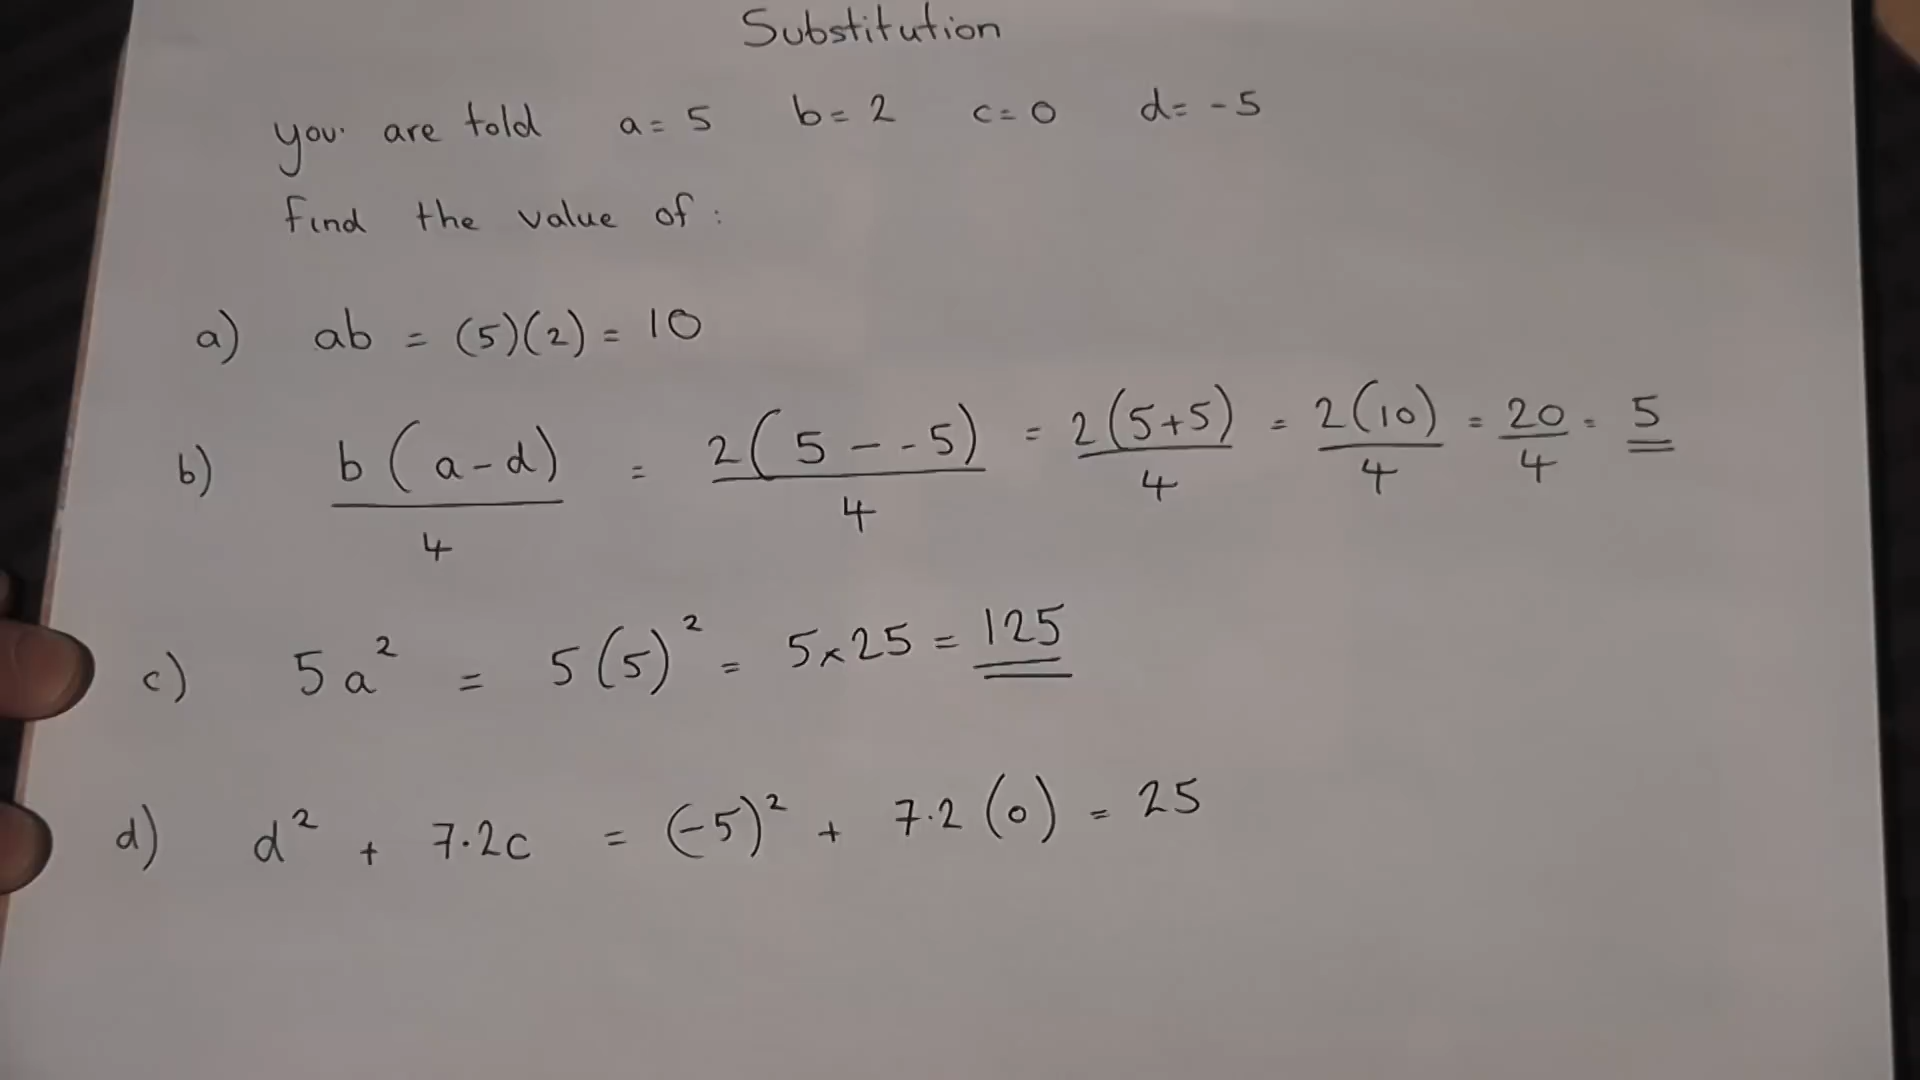 Substitution
you are told a = 5 b = 2 c = 0 d = -5
Find the value of :
a) ab = (5)(2) = 10
b) b(a-d)/4 = 2(5--5)/4 = 2(5+5)/4 = 2(10)/4 = 20/4 = 5
c) 5a² = 5(5)² = 5×25 = 125
d) d² + 7.2c = (-5)² + 7.2(0) = 25